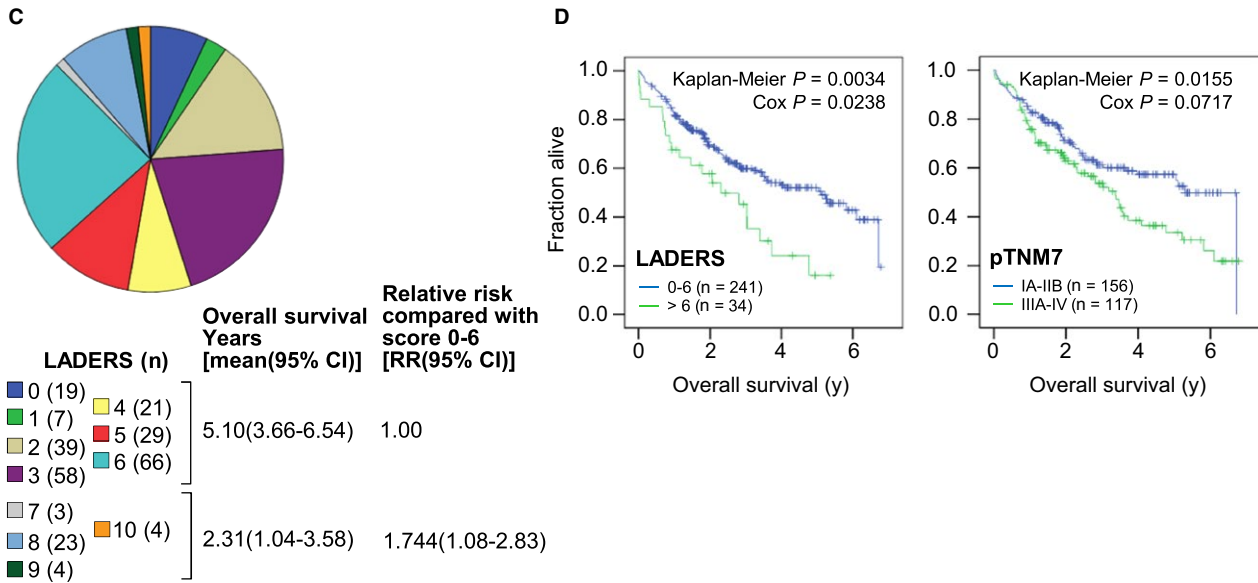 C
Overall survival
Years
[mean(95% CI)]
Relative risk
compared with
score 0-6
[RR(95% CI)]
LADERS (n)
0 (19)
1 (7)
2 (39)
3 (58)
4 (21)
5 (29)
6 (66)
5.10(3.66-6.54)
1.00
7 (3)
8 (23)
9 (4)
10 (4)
2.31(1.04-3.58)
1.744(1.08-2.83)
D
Fraction alive
1.0
0.8
0.6
0.4
0.2
0.0
Kaplan-Meier P = 0.0034
Cox P = 0.0238
LADERS
0-6 (n = 241)
> 6 (n = 34)
0 2 4 6
Overall survival (y)
1.0
0.8
0.6
0.4
0.2
0.0
Kaplan-Meier P = 0.0155
Cox P = 0.0717
pTNM7
IA-IIB (n = 156)
IIIA-IV (n = 117)
0 2 4 6
Overall survival (y)